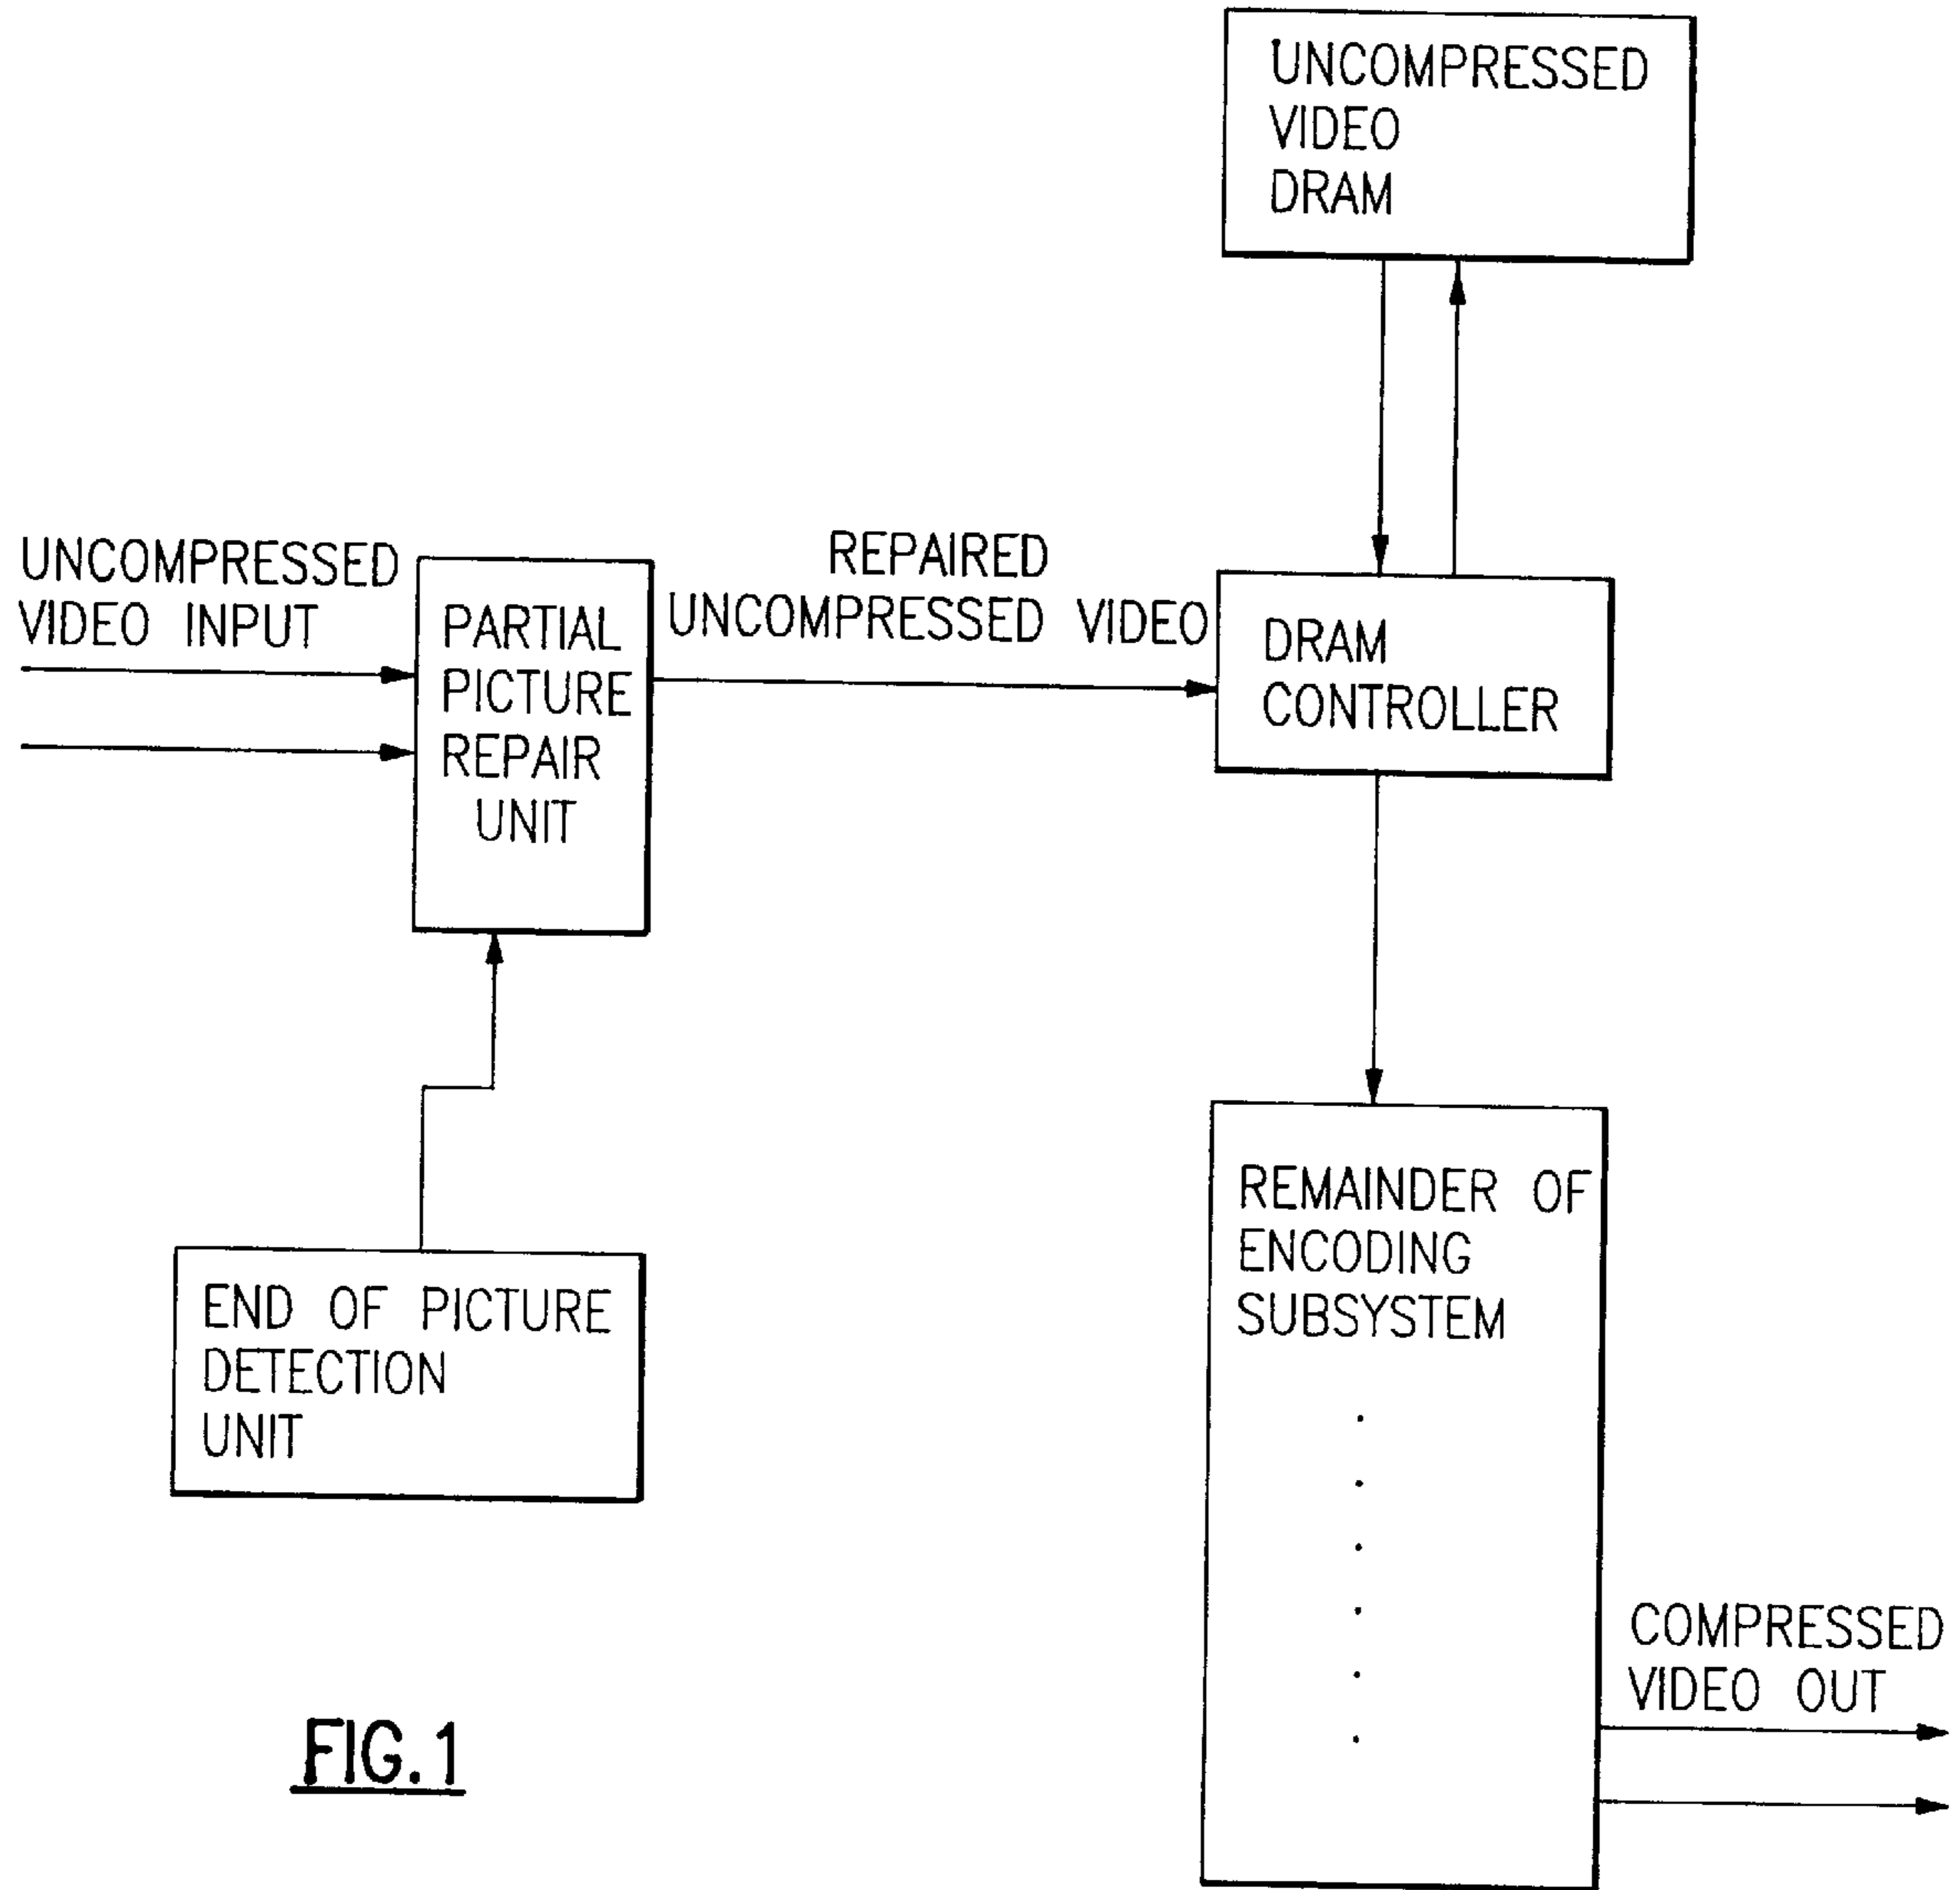 UNCOMPRESSED
VIDEO
DRAM
UNCOMPRESSED
VIDEO INPUT
PARTIAL
PICTURE
REPAIR
UNIT
REPAIRED
UNCOMPRESSED VIDEO
DRAM
CONTROLLER
END OF PICTURE
DETECTION
UNIT
REMAINDER OF
ENCODING
SUBSYSTEM
COMPRESSED
VIDEO OUT
FIG.1